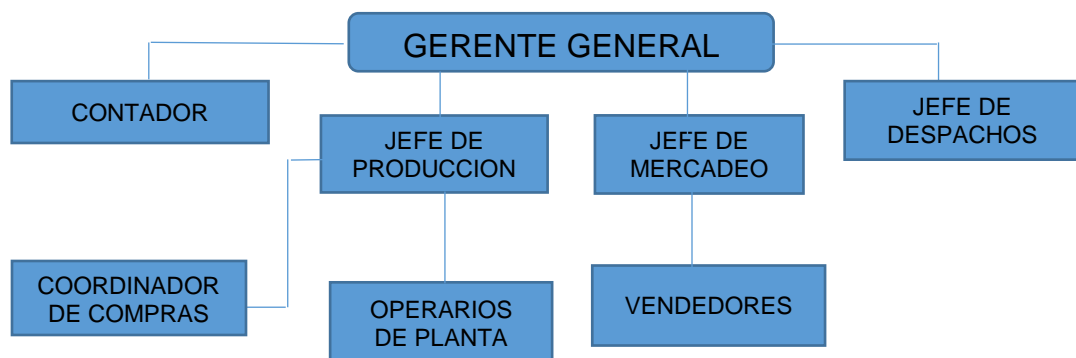 GERENTE GENERAL
CONTADOR
JEFE DE
PRODUCCION
JEFE DE
MERCADEO
JEFE DE
DESPACHOS
COORDINADOR
DE COMPRAS
OPERARIOS
DE PLANTA
VENDEDORES